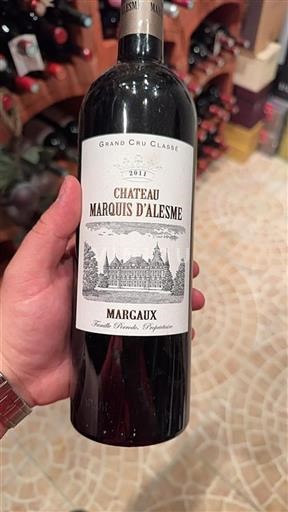 GRAND CRU CLASSÉ
2011
CHATEAU
MARQUIS D'ALESME
MARGAUX
Famille Perrodo, Propriétaire